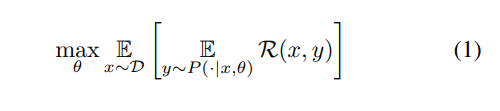 max_θ 𝔼_{x∼𝒟} [ 𝔼_{y∼P(·|x,θ)} ℛ(x, y) ] (1)